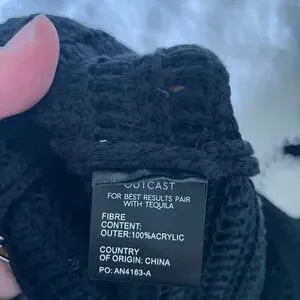 OUTCAST
FOR BEST RESULTS PAIR
WITH TEQUILA
FIBRE
CONTENT:
OUTER:100%ACRYLIC
COUNTRY
OF ORIGIN: CHINA
PO: AN4163-A